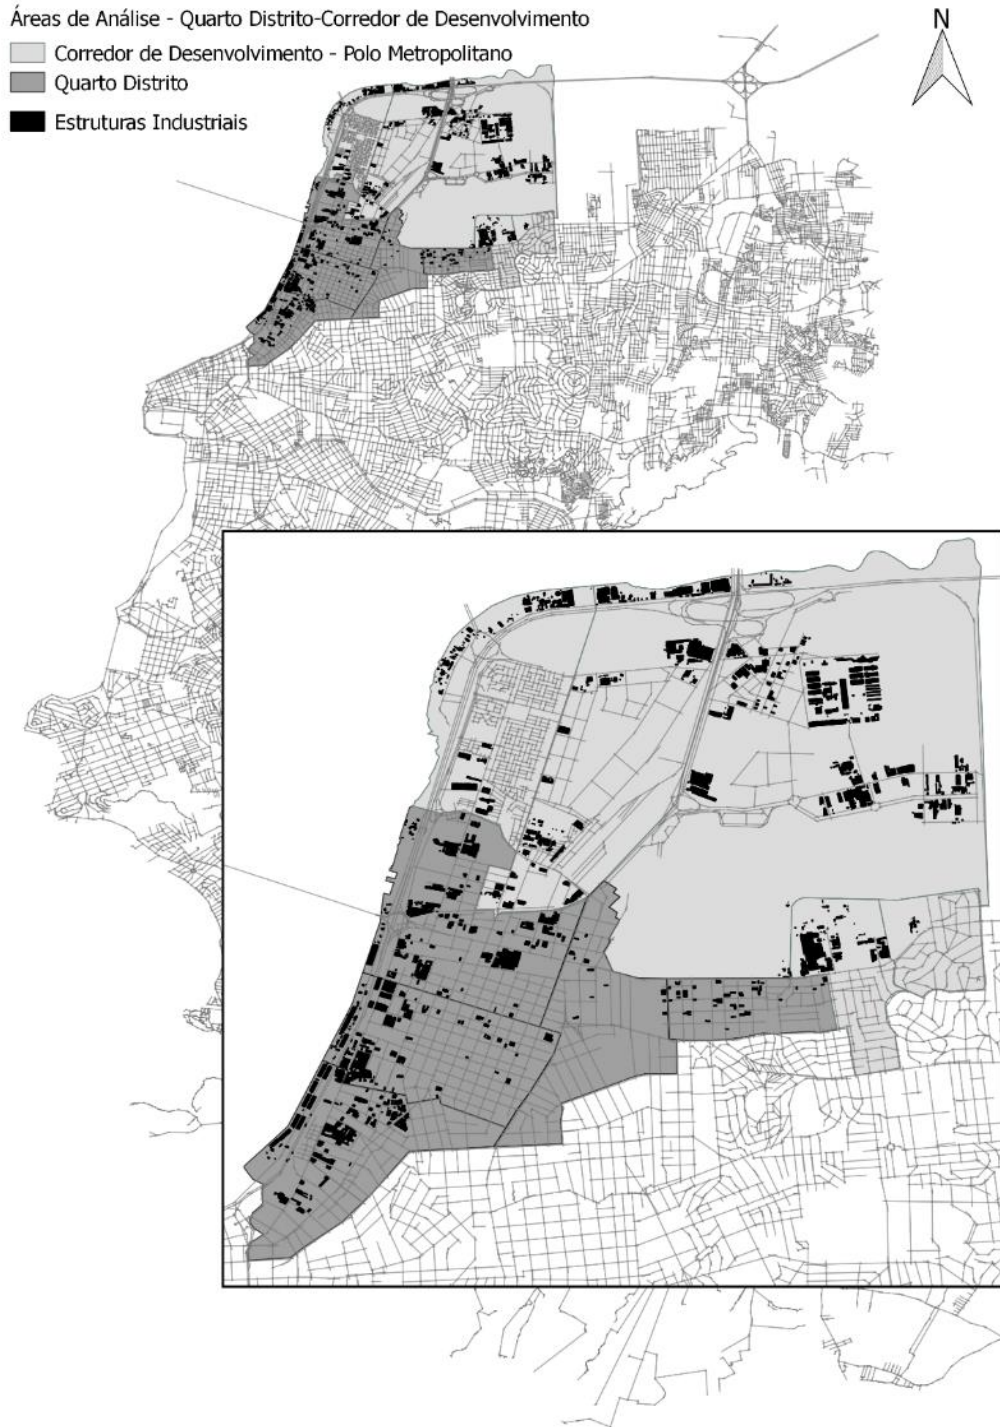 Áreas de Análise - Quarto Distrito-Corredor de Desenvolvimento
N
Corredor de Desenvolvimento - Polo Metropolitano
Quarto Distrito
Estruturas Industriais